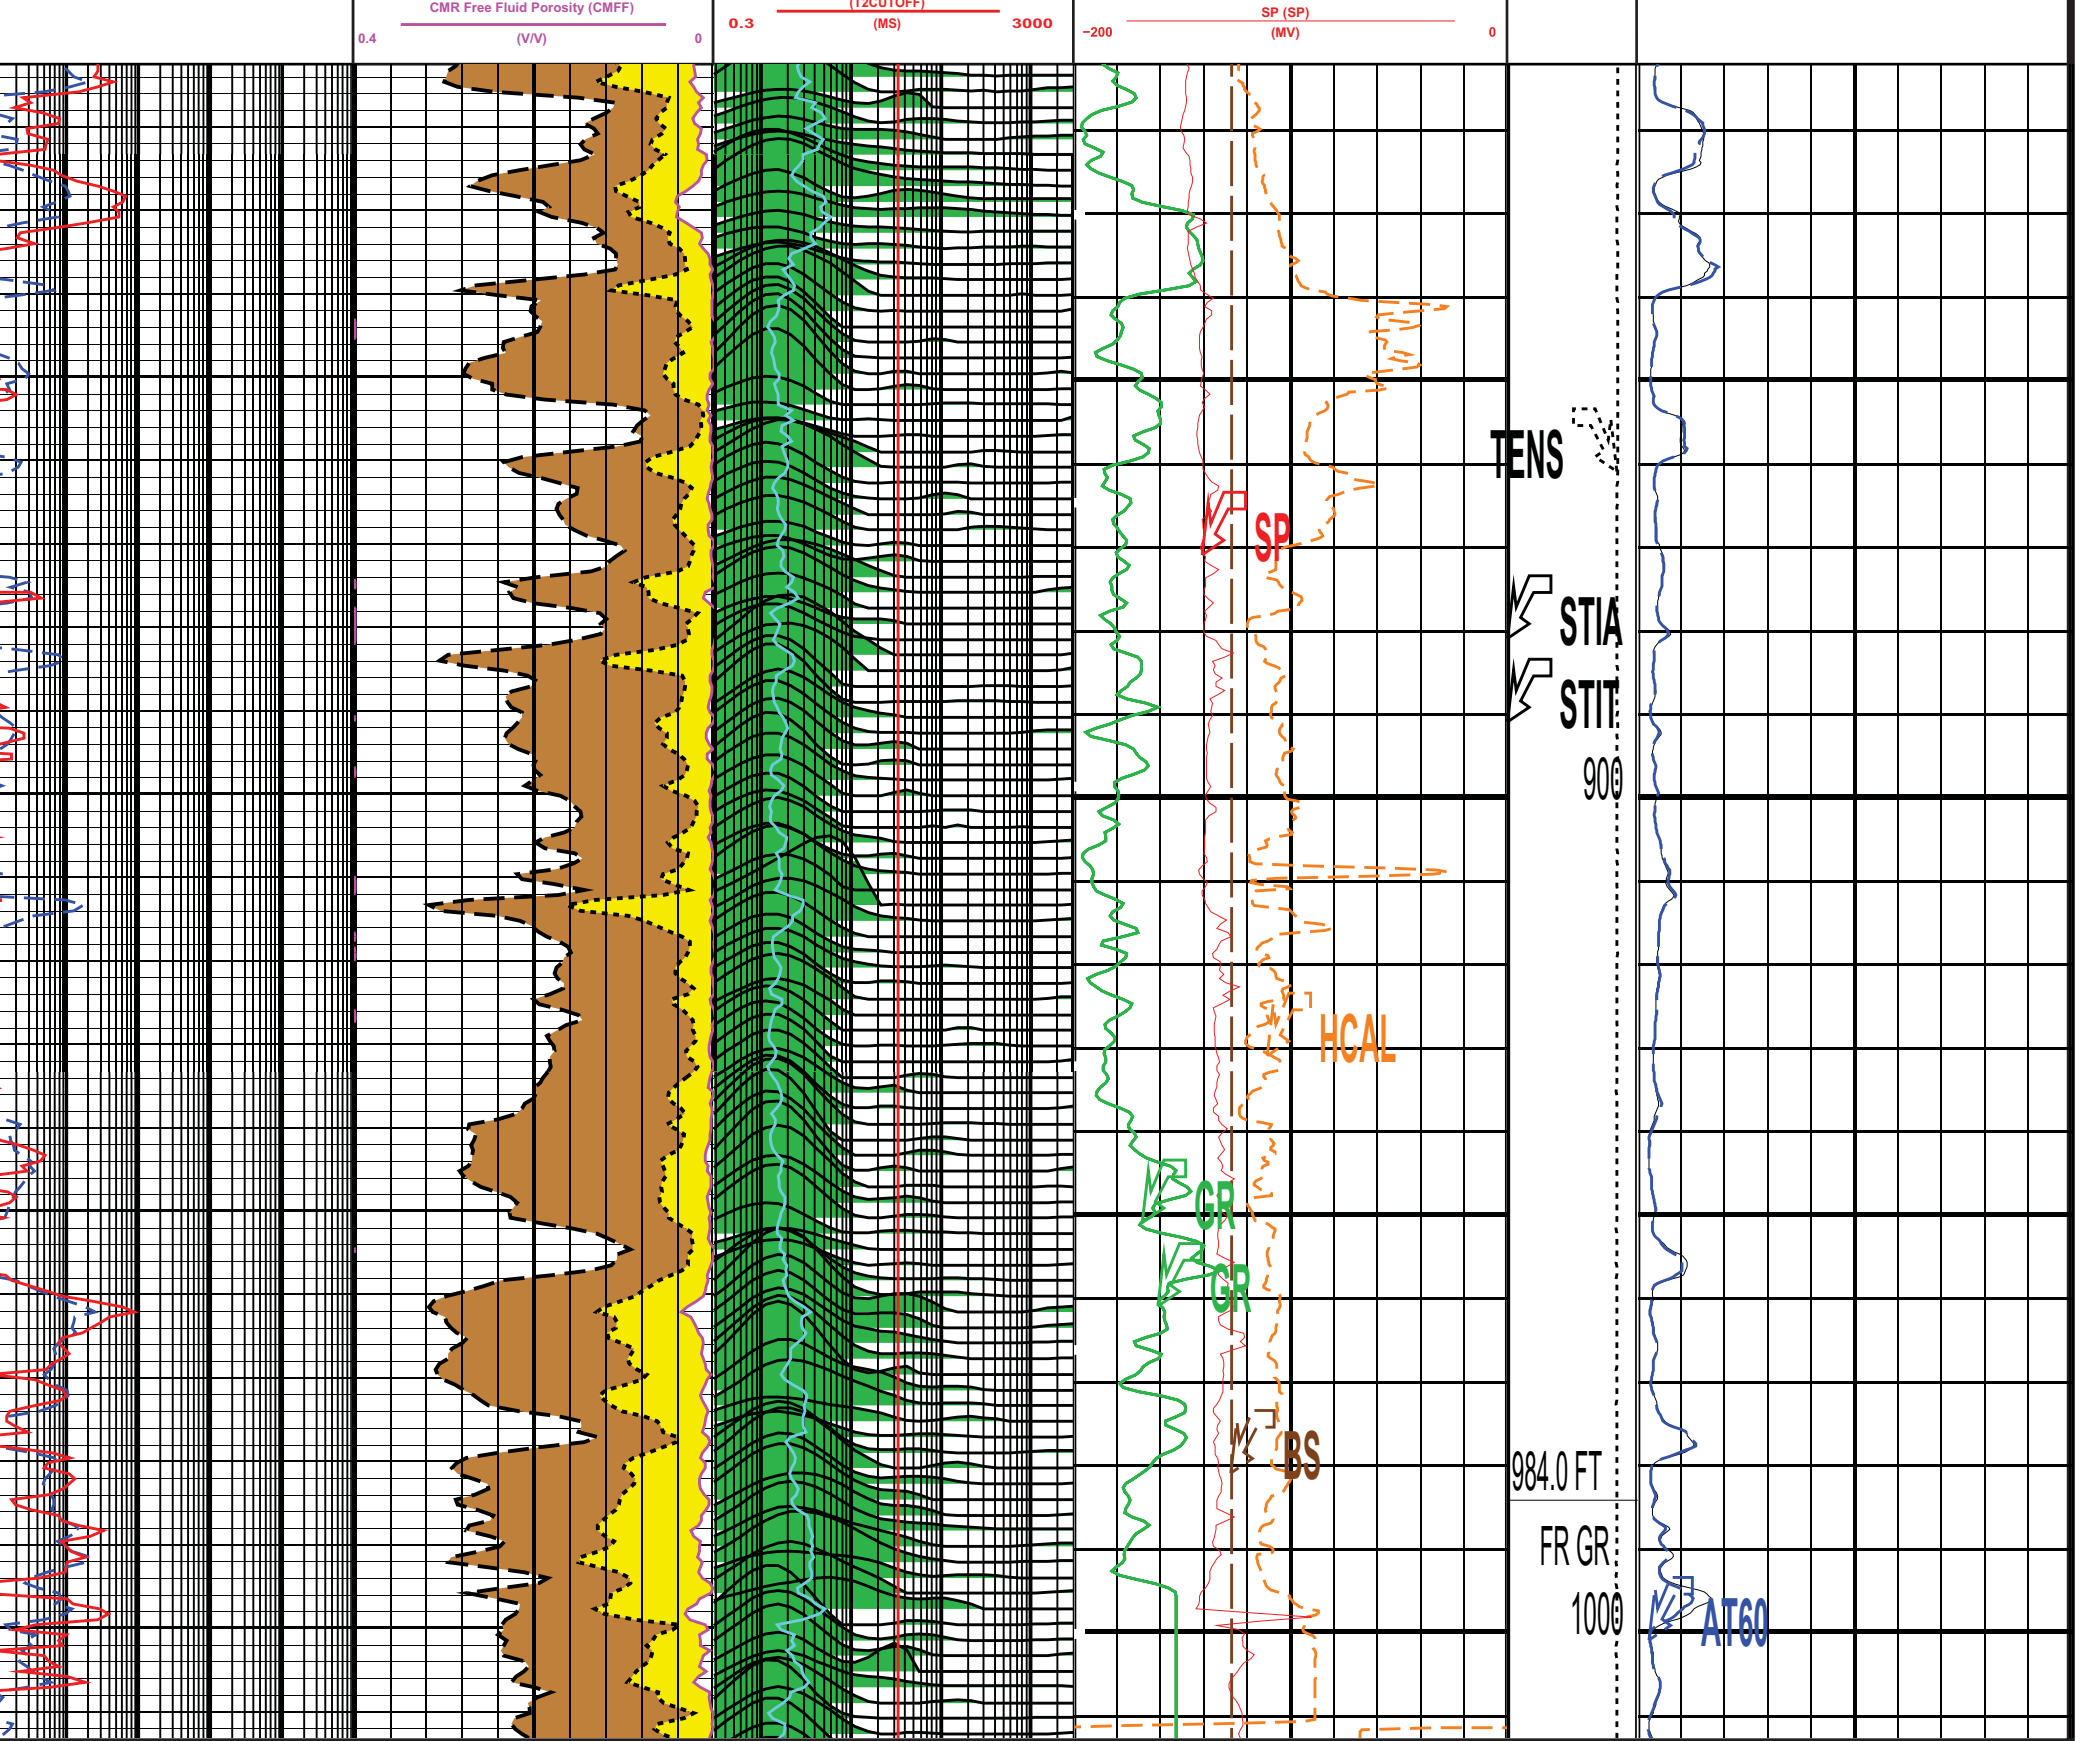 CMR Free Fluid Porosity (CMFF)
0.4 (V/V) 0
(T2CUTOFF)
0.3 (MS) 3000
SP (SP)
−200 (MV) 0
TENS
SP
STIA
STIT
900
HCAL
GR
GR
BS
984.0 FT
FR GR
1000
AT60